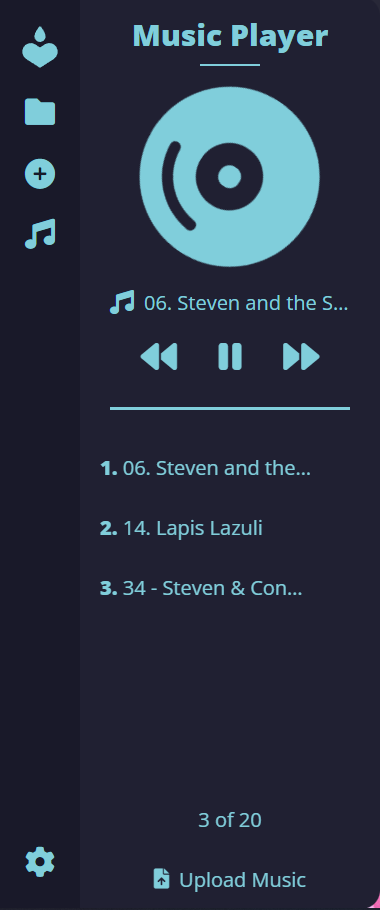 Music Player
06. Steven and the S...
1. 06. Steven and the...
2. 14. Lapis Lazuli
3. 34 - Steven & Con...
3 of 20
Upload Music